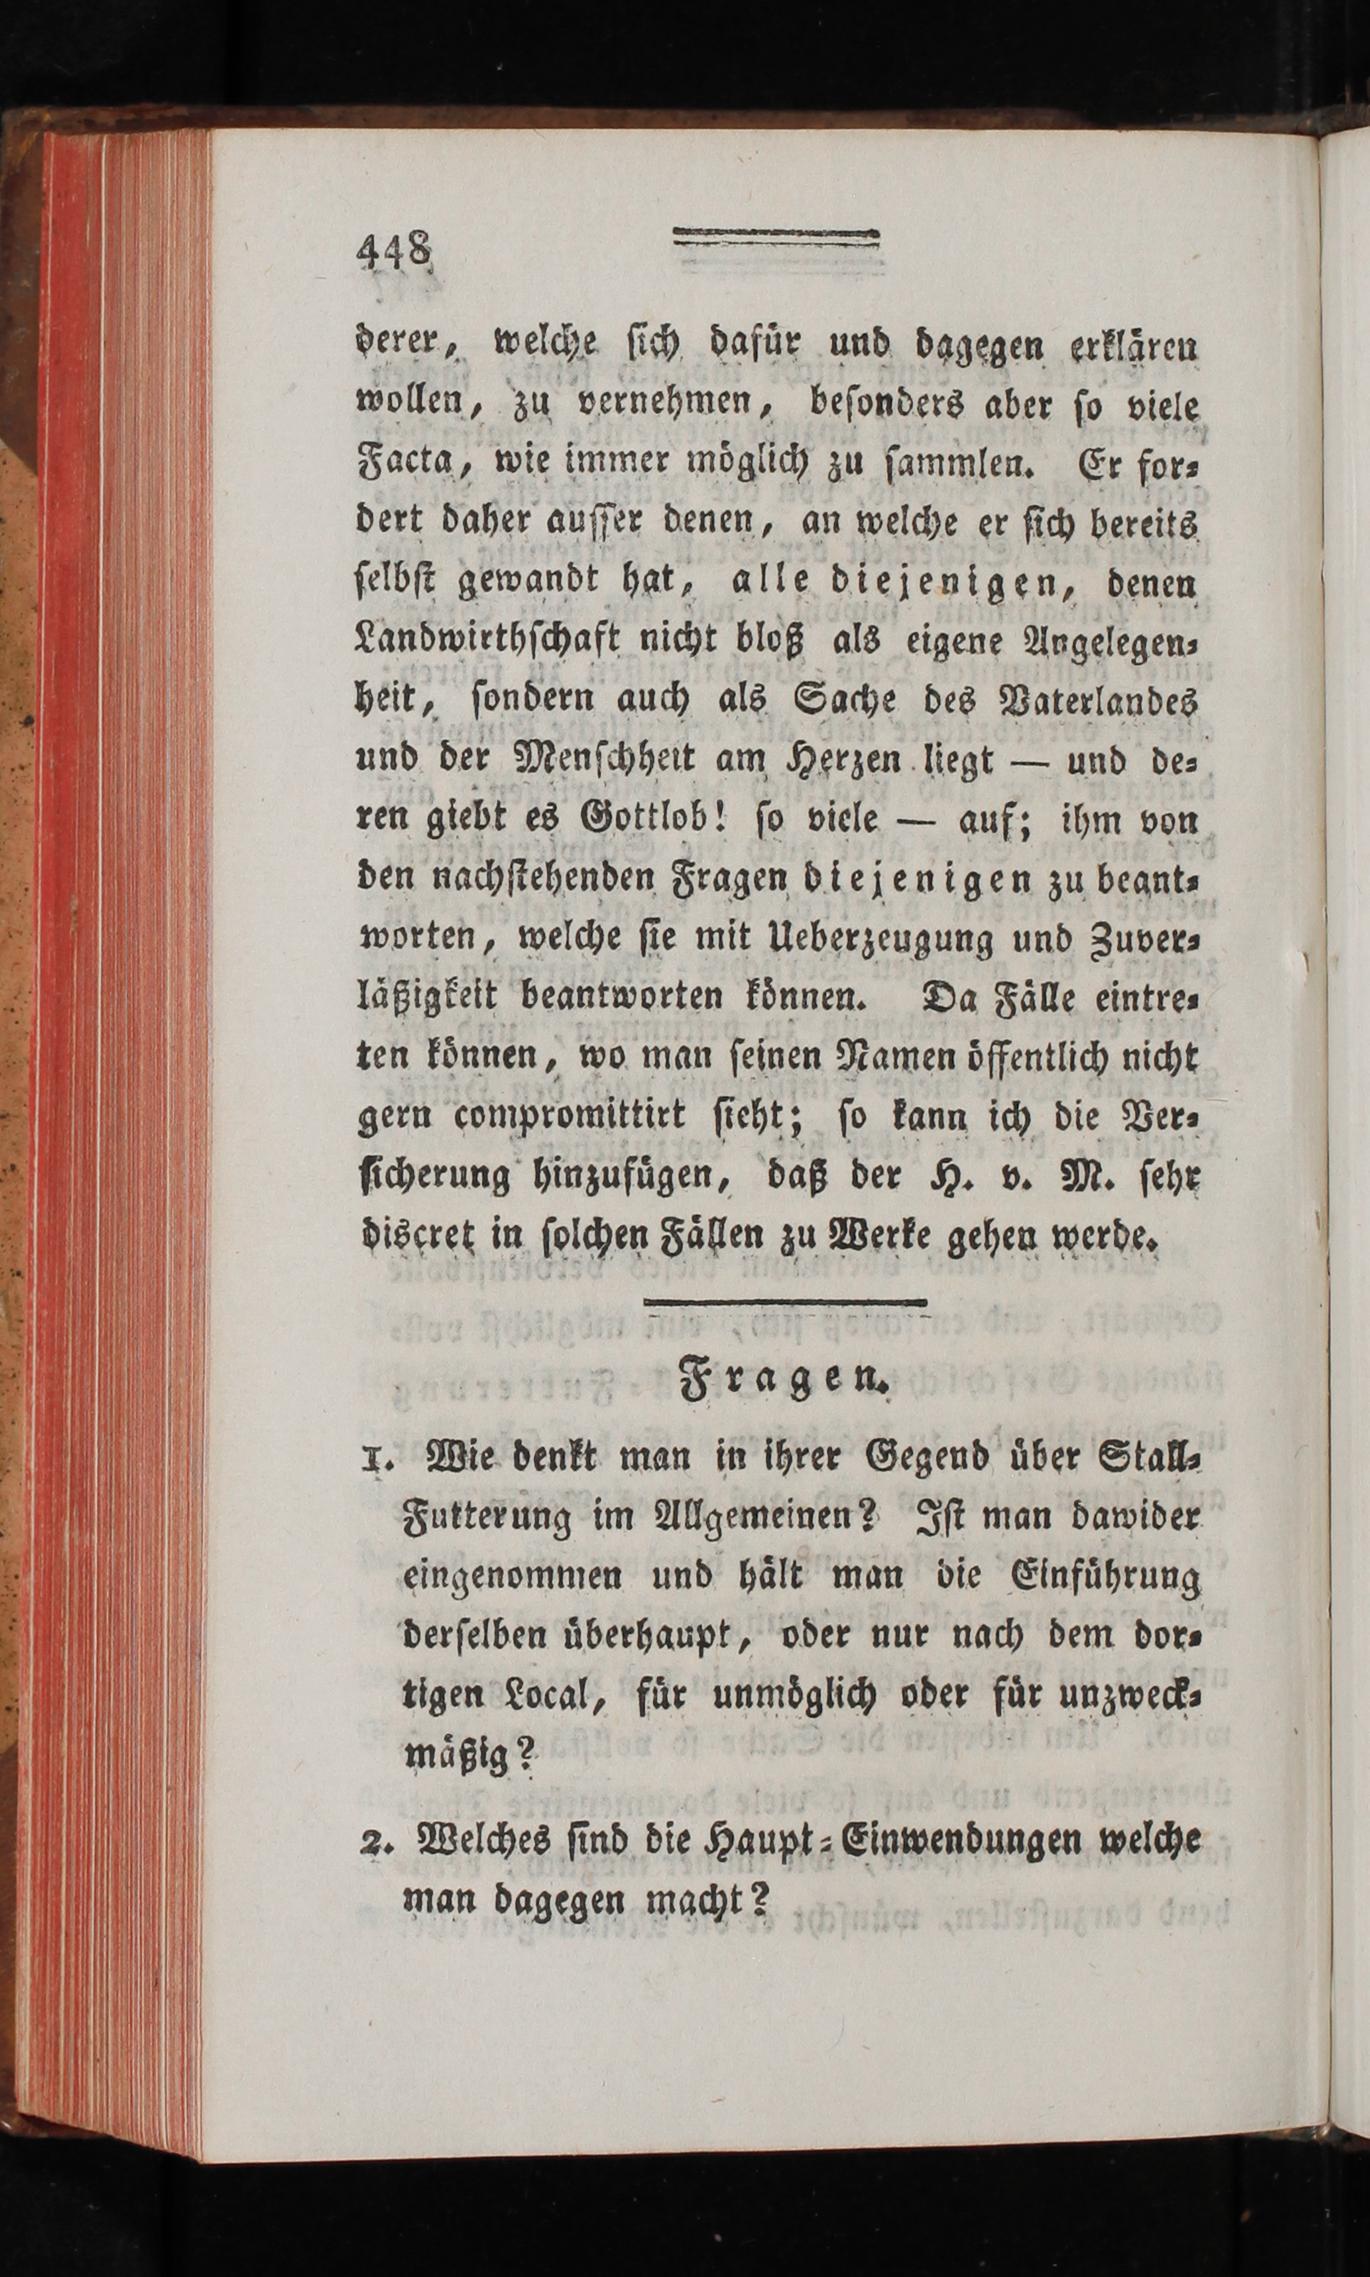 448
derer, welche ſich dafür und dagegen erklären
wollen, zu vernehmen, beſonders aber ſo viele
Facta, wie immer möglich zu ſammlen. Er for⸗
dert daher auſſer denen, an welche er ſich bereits
ſelbſt gewandt hat, alle diejenigen, denen
Landwirthſchaft nicht bloß als eigene Angelegen⸗
heit, ſondern auch als Sache des Vaterlandes
und der Menſchheit am Herzen liegt — und de⸗
ren giebt es Gottlob! ſo viele — auf; ihm von
den nachſtehenden Fragen diejenigen zu beant⸗
worten, welche ſie mit Ueberzeugung und Zuver⸗
läßigkeit beantworten können. Da Fälle eintre⸗
ten können, wo man ſeinen Namen öffentlich nicht
gern compromittirt ſieht; ſo kann ich die Ver⸗
ſicherung hinzufügen, daß der H. v. M. ſehr
discret in ſolchen Fällen zu Werke gehen werde.
Fragen.
1. Wie denkt man in ihrer Gegend über Stall⸗
Futterung im Allgemeinen? Iſt man dawider
eingenommen und hält man die Einführung
derſelben überhaupt, oder nur nach dem dor⸗
tigen Local, für unmöglich oder für unzweck⸗
mäßig?
2. Welches ſind die Haupt⸗Einwendungen welche
man dagegen macht?